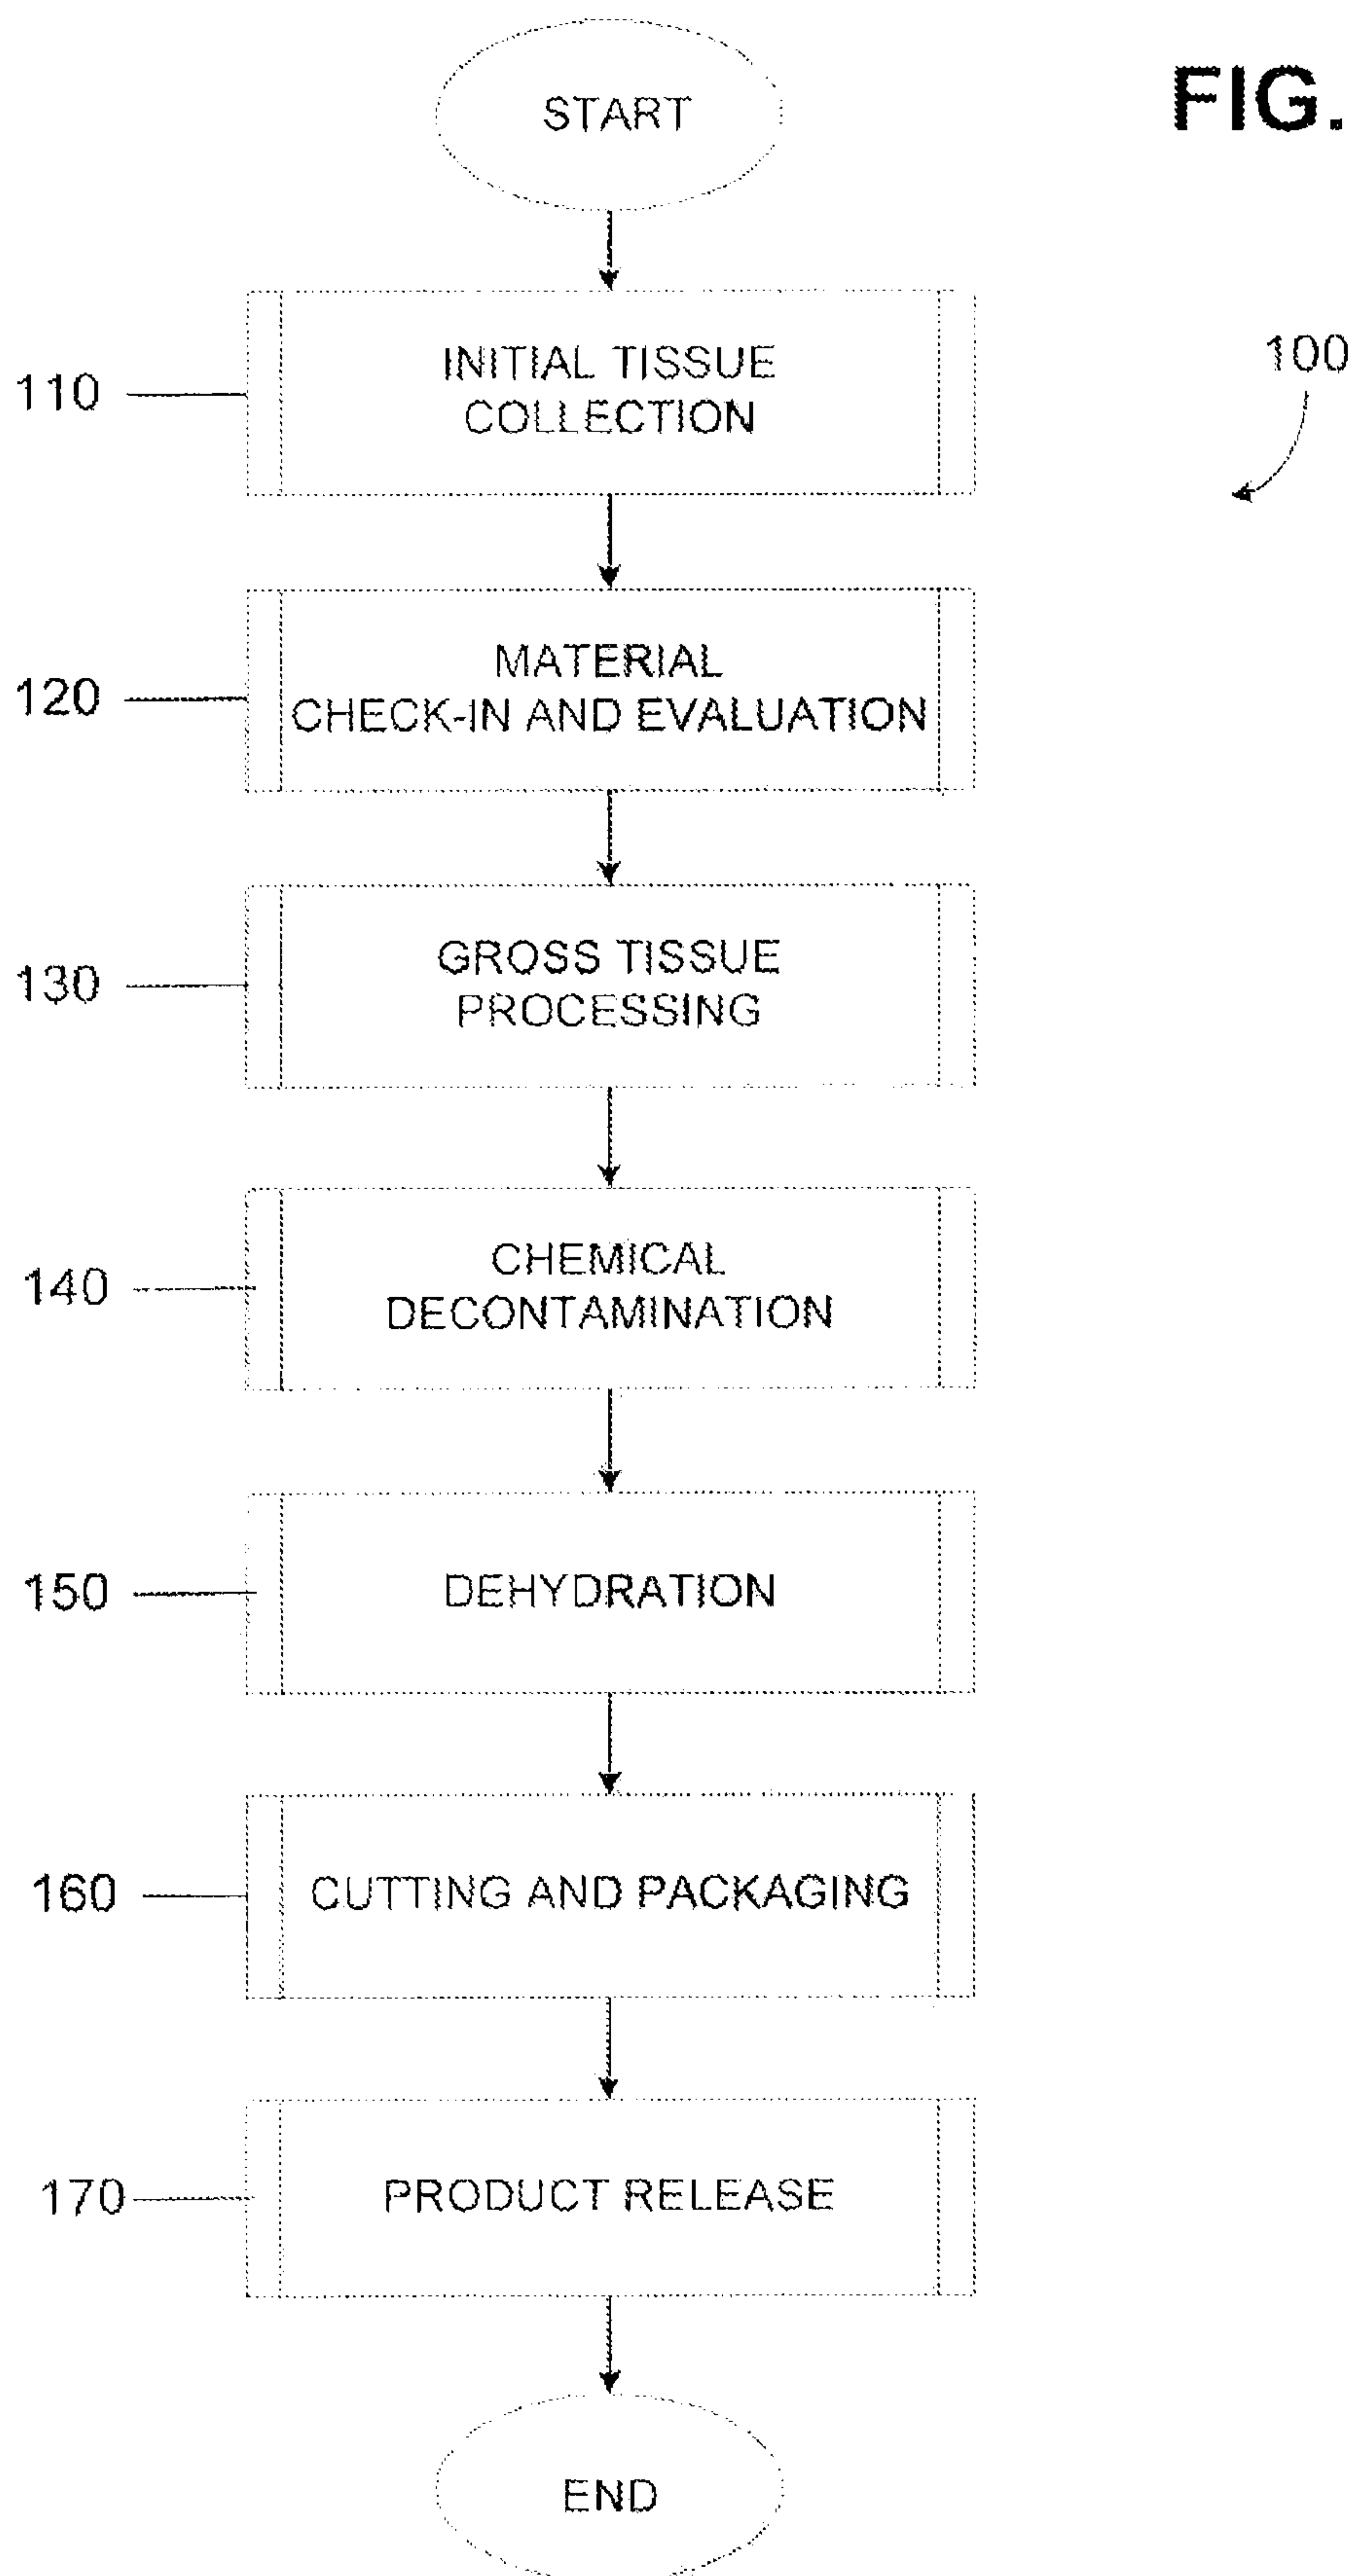 START
FIG.
INITIAL TISSUE
COLLECTION
110
100
MATERIAL
CHECK-IN AND EVALUATION
120
GROSS TISSUE
PROCESSING
130
CHEMICAL
DECONTAMINATION
140
DEHYDRATION
150
CUTTING AND PACKAGING
160
PRODUCT RELEASE
170
END